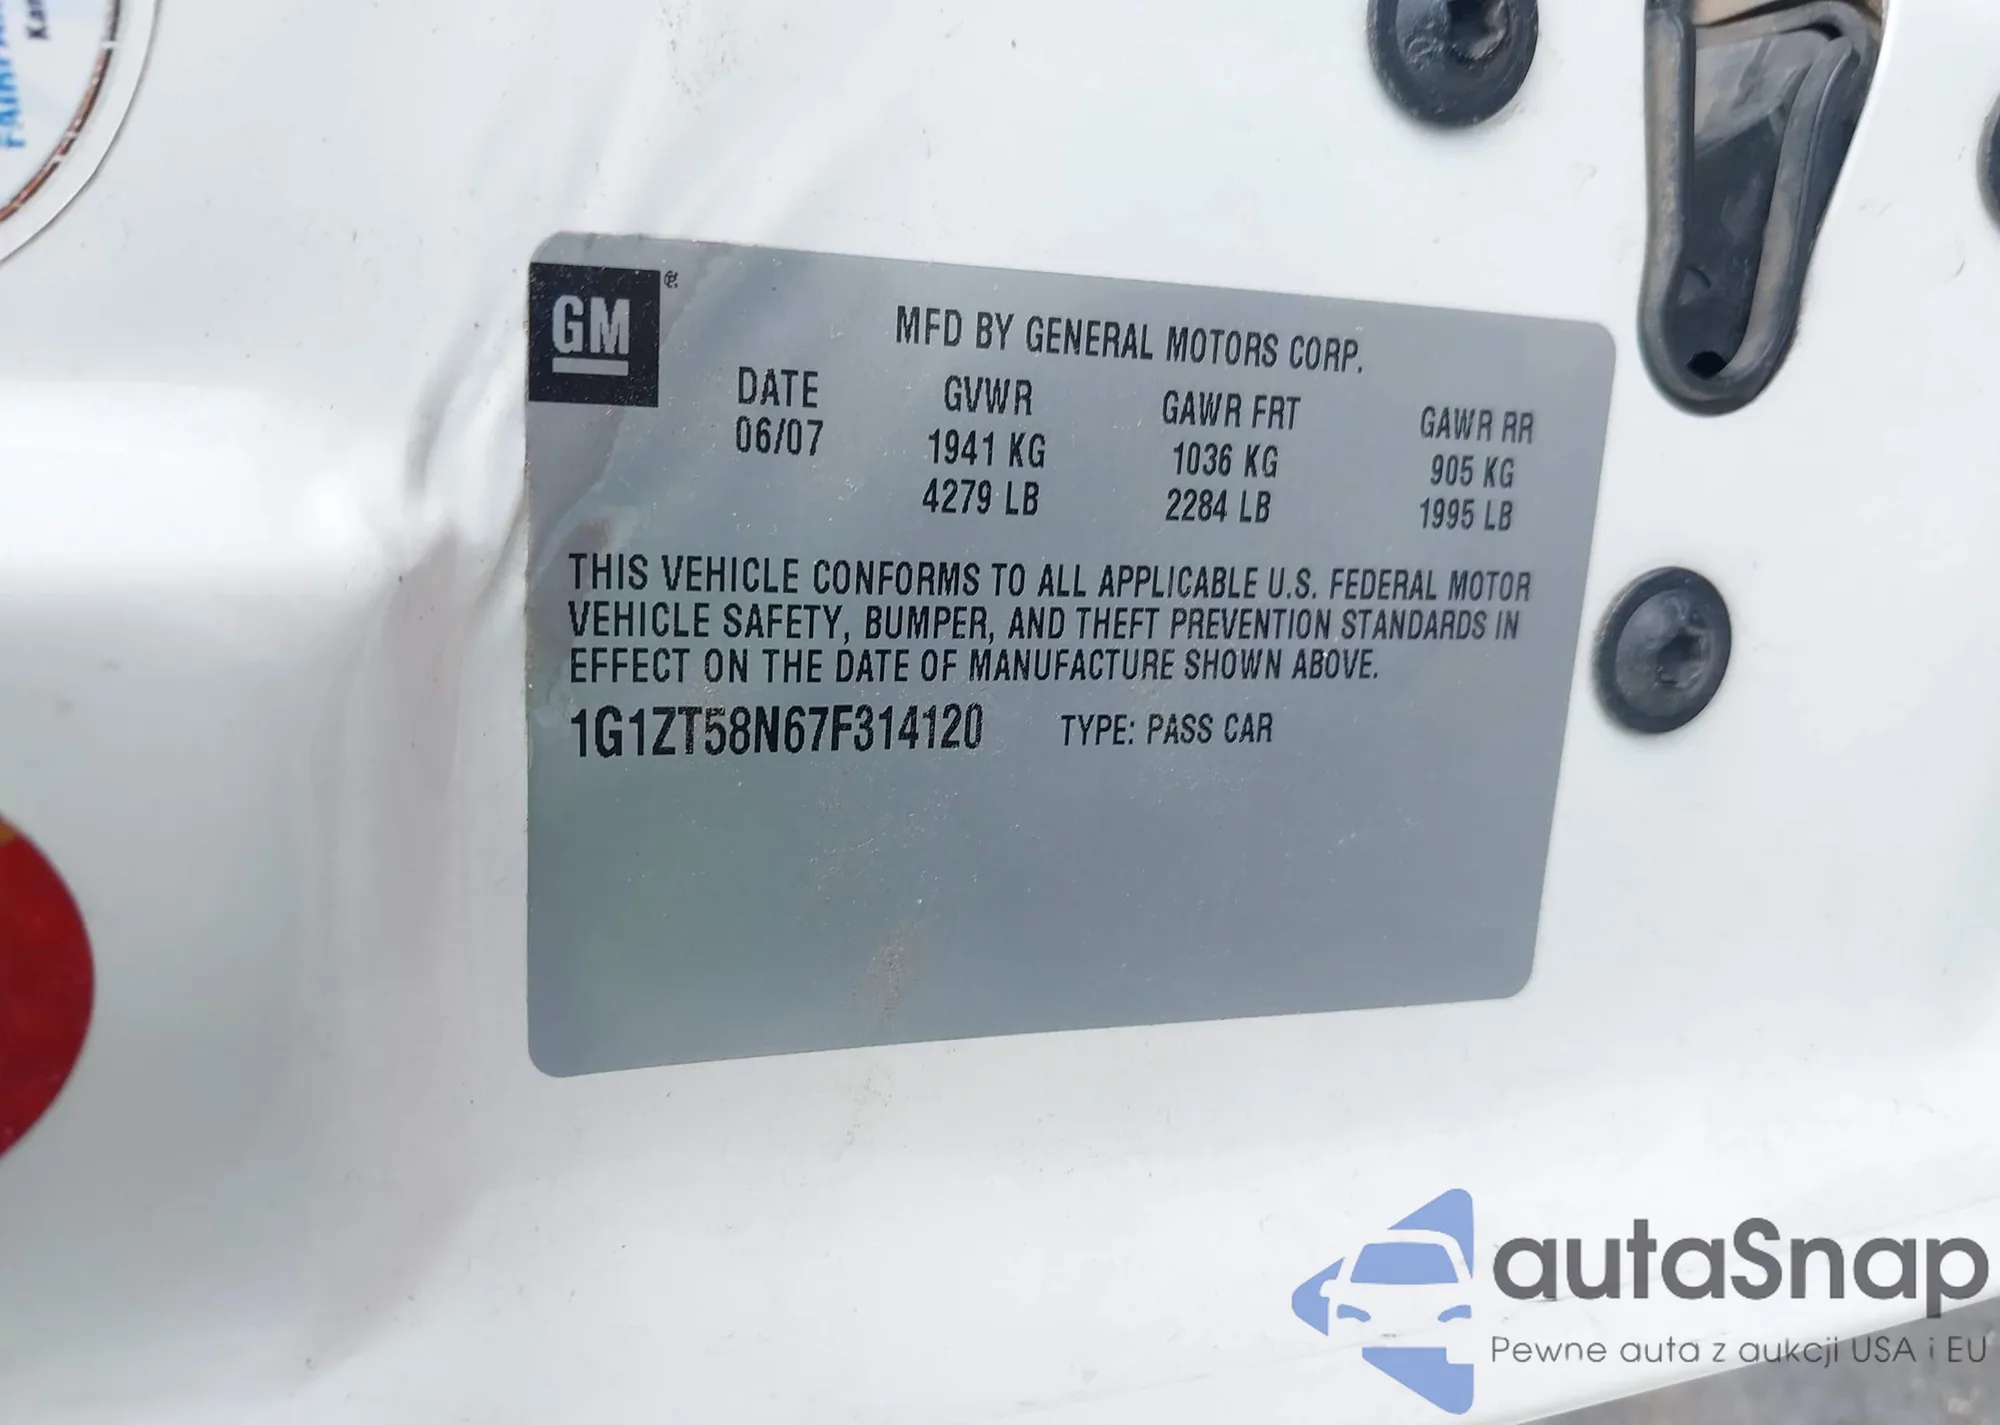 GM
MFD BY GENERAL MOTORS CORP.
DATE GVWR GAWR FRT GAWR RR
06/07 1941 KG 1036 KG 905 KG
4279 LB 2284 LB 1995 LB
THIS VEHICLE CONFORMS TO ALL APPLICABLE U.S. FEDERAL MOTOR
VEHICLE SAFETY, BUMPER, AND THEFT PREVENTION STANDARDS IN
EFFECT ON THE DATE OF MANUFACTURE SHOWN ABOVE.
1G1ZT58N67F314120 TYPE: PASS CAR
autaSnap
Pewne auta z aukcji USA i EU